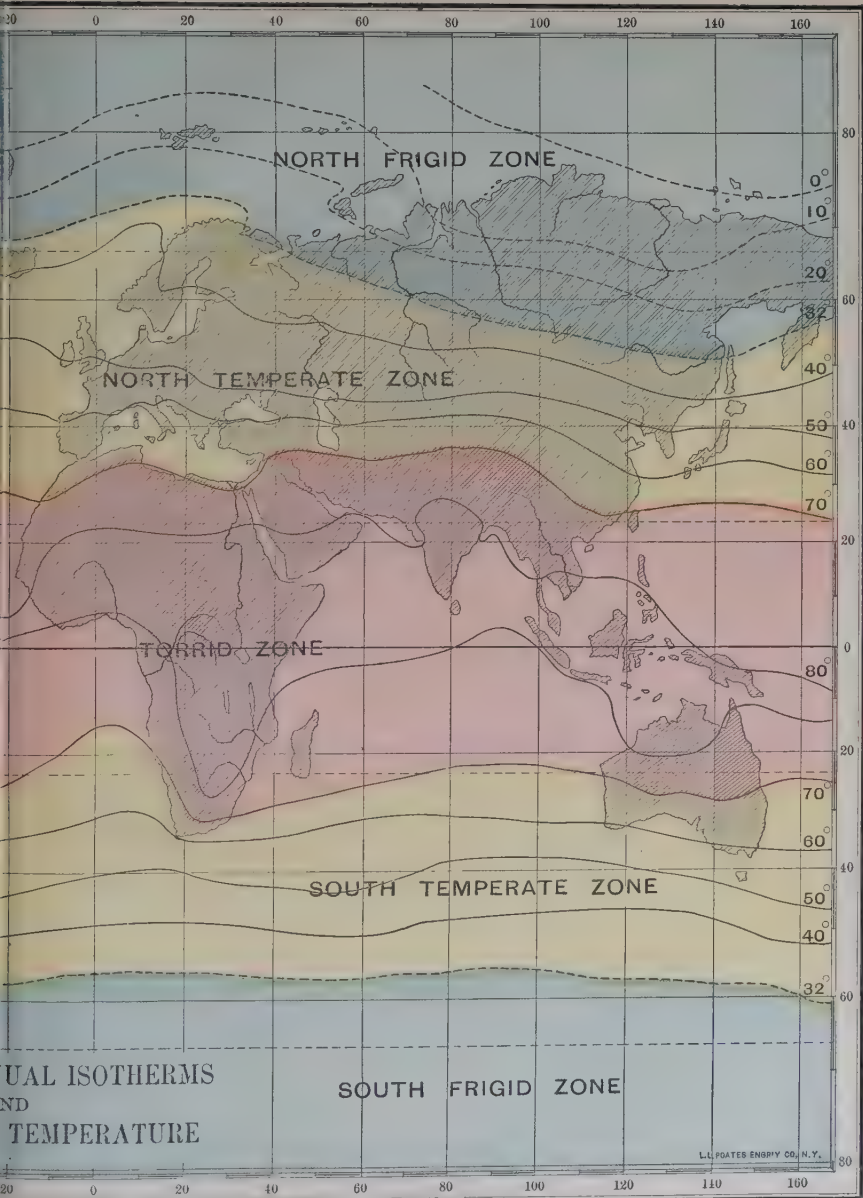 20 0 20 40 60 80 100 120 140 160
80
NORTH FRIGID ZONE
0°
10°
20°
60
32
40°
NORTH TEMPERATE ZONE
50°
40
60°
70°
20
TORRID ZONE
0
80°
20
70°
60°
40
SOUTH TEMPERATE ZONE
50°
40°
32°
60
UAL ISOTHERMS
ND
TEMPERATURE
SOUTH FRIGID ZONE
L.L. POATES ENGR'V CO., N.Y.
80
20 0 20 40 60 80 100 120 140 160